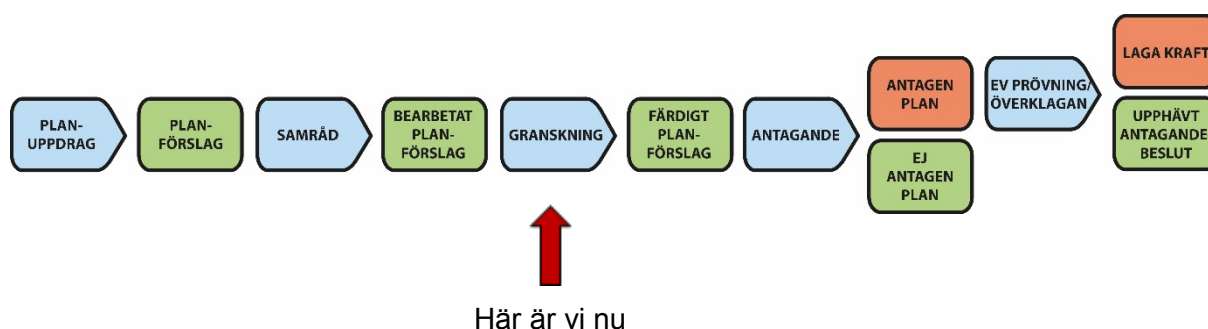 PLAN-
UPPDRAG
PLAN-
FÖRSLAG
SAMRÅD
BEARBETAT
PLAN-
FÖRSLAG
GRANSKNING
FÄRDIGT
PLAN-
FÖRSLAG
ANTAGANDE
ANTAGEN
PLAN
EJ
ANTAGEN
PLAN
EV PRÖVNING/
ÖVERKLAGAN
LAGA KRAFT
UPPHÄVT
ANTAGANDE
BESLUT
Här är vi nu